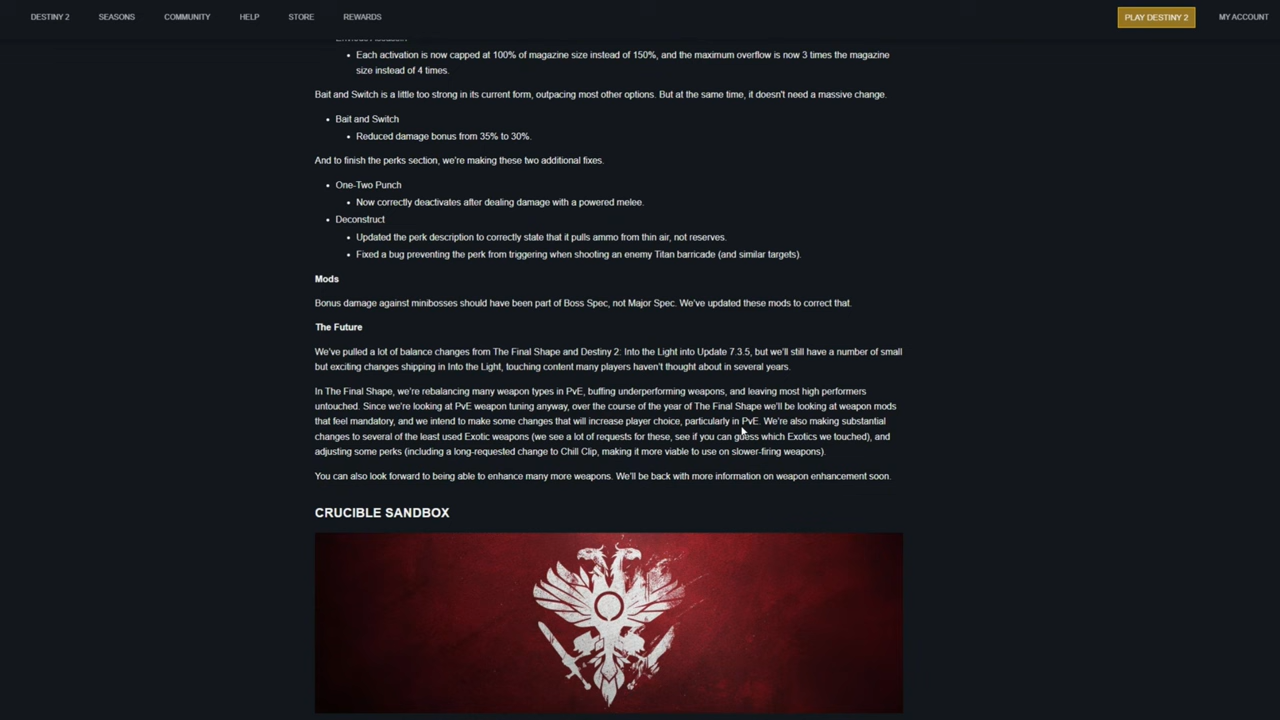 DESTINY 2 SEASONS COMMUNITY HELP STORE REWARDS PLAY DESTINY 2 MY ACCOUNT
Each activation is now capped at 100% of magazine size instead of 150%, and the maximum overflow is now 3 times the magazine
size instead of 4 times.
Bait and Switch is a little too strong in its current form, outpacing most other options. But at the same time, it doesn't need a massive change.
Bait and Switch
Reduced damage bonus from 35% to 30%.
And to finish the perks section, we're making these two additional fixes.
One-Two Punch
Now correctly deactivates after dealing damage with a powered melee.
Deconstruct
Updated the perk description to correctly state that it pulls ammo from thin air, not reserves.
Fixed a bug preventing the perk from triggering when shooting an enemy Titan barricade (and similar targets).
Mods
Bonus damage against minibosses should have been part of Boss Spec, not Major Spec. We've updated these mods to correct that.
The Future
We've pulled a lot of balance changes from The Final Shape and Destiny 2: Into the Light into Update 7.3.5, but we'll still have a number of small
but exciting changes shipping in Into the Light, touching content many players haven't thought about in several years.
In The Final Shape, we're rebalancing many weapon types in PvE, buffing underperforming weapons, and leaving most high performers
untouched. Since we're looking at PvE weapon tuning anyway, over the course of the year of The Final Shape we'll be looking at weapon mods
that feel mandatory, and we intend to make some changes that will increase player choice, particularly in PvE. We're also making substantial
changes to several of the least used Exotic weapons (we see a lot of requests for these, see if you can guess which Exotics we touched), and
adjusting some perks (including a long-requested change to Chill Clip, making it more viable to use on slower-firing weapons).
You can also look forward to being able to enhance many more weapons. We'll be back with more information on weapon enhancement soon.
CRUCIBLE SANDBOX